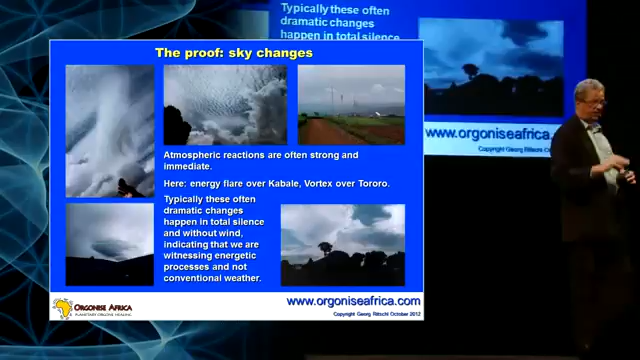 The proof: sky changes
Atmospheric reactions are often strong and
immediate.
Here: energy flare over Kabale, Vortex over Tororo.
Typically these often
dramatic changes
happen in total silence
and without wind,
indicating that we are
witnessing energetic
processes and not
conventional weather.
ORGONISE AFRICA
PLANETARY ORGONE HEALING
www.orgoniseafrica.com
Copyright Georg Ritschl October 2012
Typically these often
dramatic changes
happen in total silence
www.orgoniseafrica.
Copyright Georg Ritschl